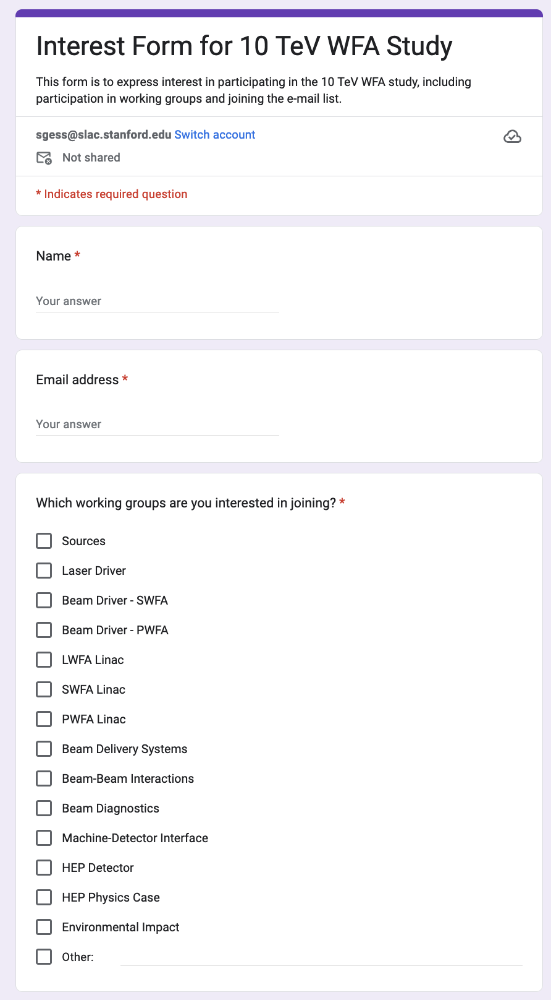 Interest Form for 10 TeV WFA Study
This form is to express interest in participating in the 10 TeV WFA study, including
participation in working groups and joining the e-mail list.
sgess@slac.stanford.edu Switch account
Not shared
* Indicates required question
Name *
Your answer
Email address *
Your answer
Which working groups are you interested in joining? *
Sources
Laser Driver
Beam Driver - SWFA
Beam Driver - PWFA
LWFA Linac
SWFA Linac
PWFA Linac
Beam Delivery Systems
Beam-Beam Interactions
Beam Diagnostics
Machine-Detector Interface
HEP Detector
HEP Physics Case
Environmental Impact
Other: